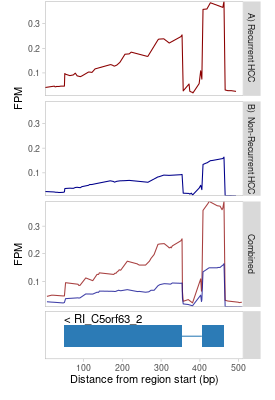 0.3
0.2
0.1
A) Recurrent HCC
FPM
0.3
0.2
0.1
B) Non-Recurrent HCC
0.3
0.2
0.1
FPM
Combined
< RI_C5orf63_2
100 200 300 400 500
Distance from region start (bp)